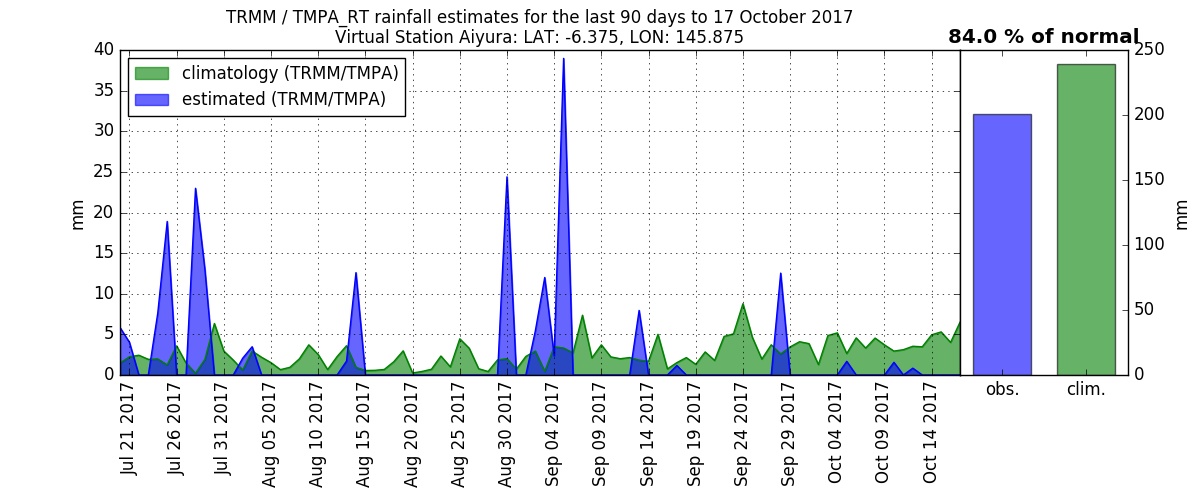 TRMM / TMPA_RT rainfall estimates for the last 90 days to 17 October 2017
Virtual Station Aiyura: LAT: -6.375, LON: 145.875
84.0 % of normal
climatology (TRMM/TMPA)
estimated (TRMM/TMPA)
mm
40
35
30
25
20
15
10
5
0
Jul 21 2017
Jul 26 2017
Jul 31 2017
Aug 05 2017
Aug 10 2017
Aug 15 2017
Aug 20 2017
Aug 25 2017
Aug 30 2017
Sep 04 2017
Sep 09 2017
Sep 14 2017
Sep 19 2017
Sep 24 2017
Sep 29 2017
Oct 04 2017
Oct 09 2017
Oct 14 2017
obs.
clim.
250
200
150
100
50
0
mm